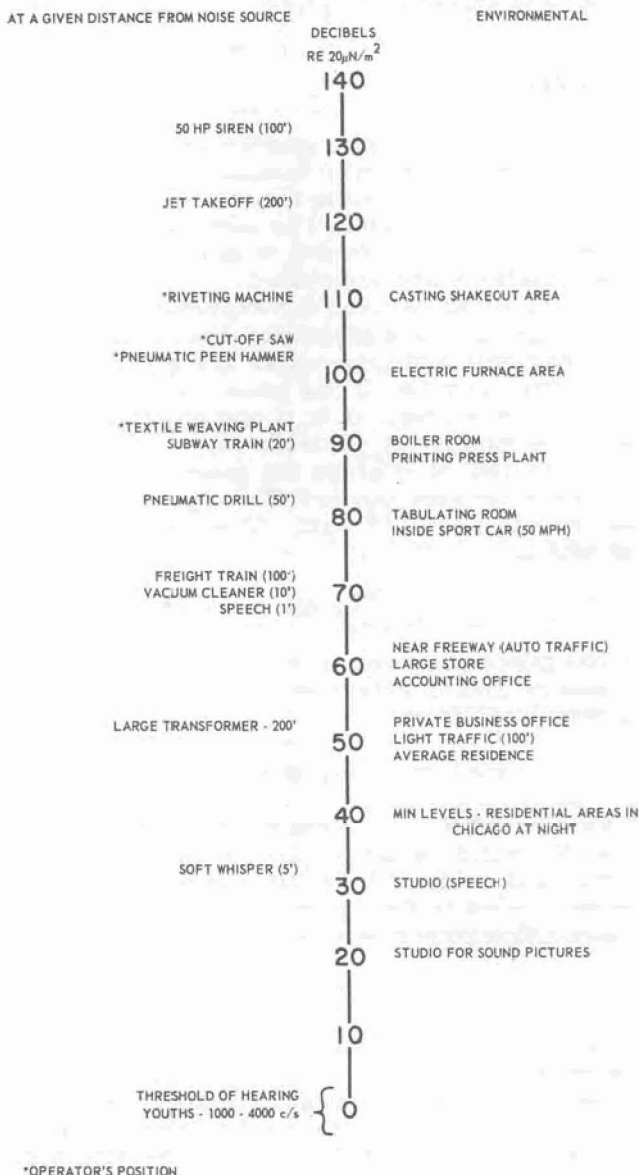 AT A GIVEN DISTANCE FROM NOISE SOURCE
ENVIRONMENTAL
DECIBELS
RE 20µN/m²
140
50 HP SIREN (100')
130
JET TAKEOFF (200')
120
*RIVETING MACHINE
110
CASTING SHAKEOUT AREA
*CUT-OFF SAW
*PNEUMATIC PEEN HAMMER
100
ELECTRIC FURNACE AREA
*TEXTILE WEAVING PLANT
SUBWAY TRAIN (20')
90
BOILER ROOM
PRINTING PRESS PLANT
PNEUMATIC DRILL (50')
80
TABULATING ROOM
INSIDE SPORT CAR (50 MPH)
FREIGHT TRAIN (100')
VACUUM CLEANER (10')
SPEECH (1')
70
NEAR FREEWAY (AUTO TRAFFIC)
LARGE STORE
ACCOUNTING OFFICE
60
LARGE TRANSFORMER - 200'
50
PRIVATE BUSINESS OFFICE
LIGHT TRAFFIC (100')
AVERAGE RESIDENCE
40
MIN LEVELS - RESIDENTIAL AREAS IN
CHICAGO AT NIGHT
SOFT WHISPER (5')
30
STUDIO (SPEECH)
20
STUDIO FOR SOUND PICTURES
10
THRESHOLD OF HEARING
YOUTHS - 1000 - 4000 c/s
0
*OPERATOR'S POSITION